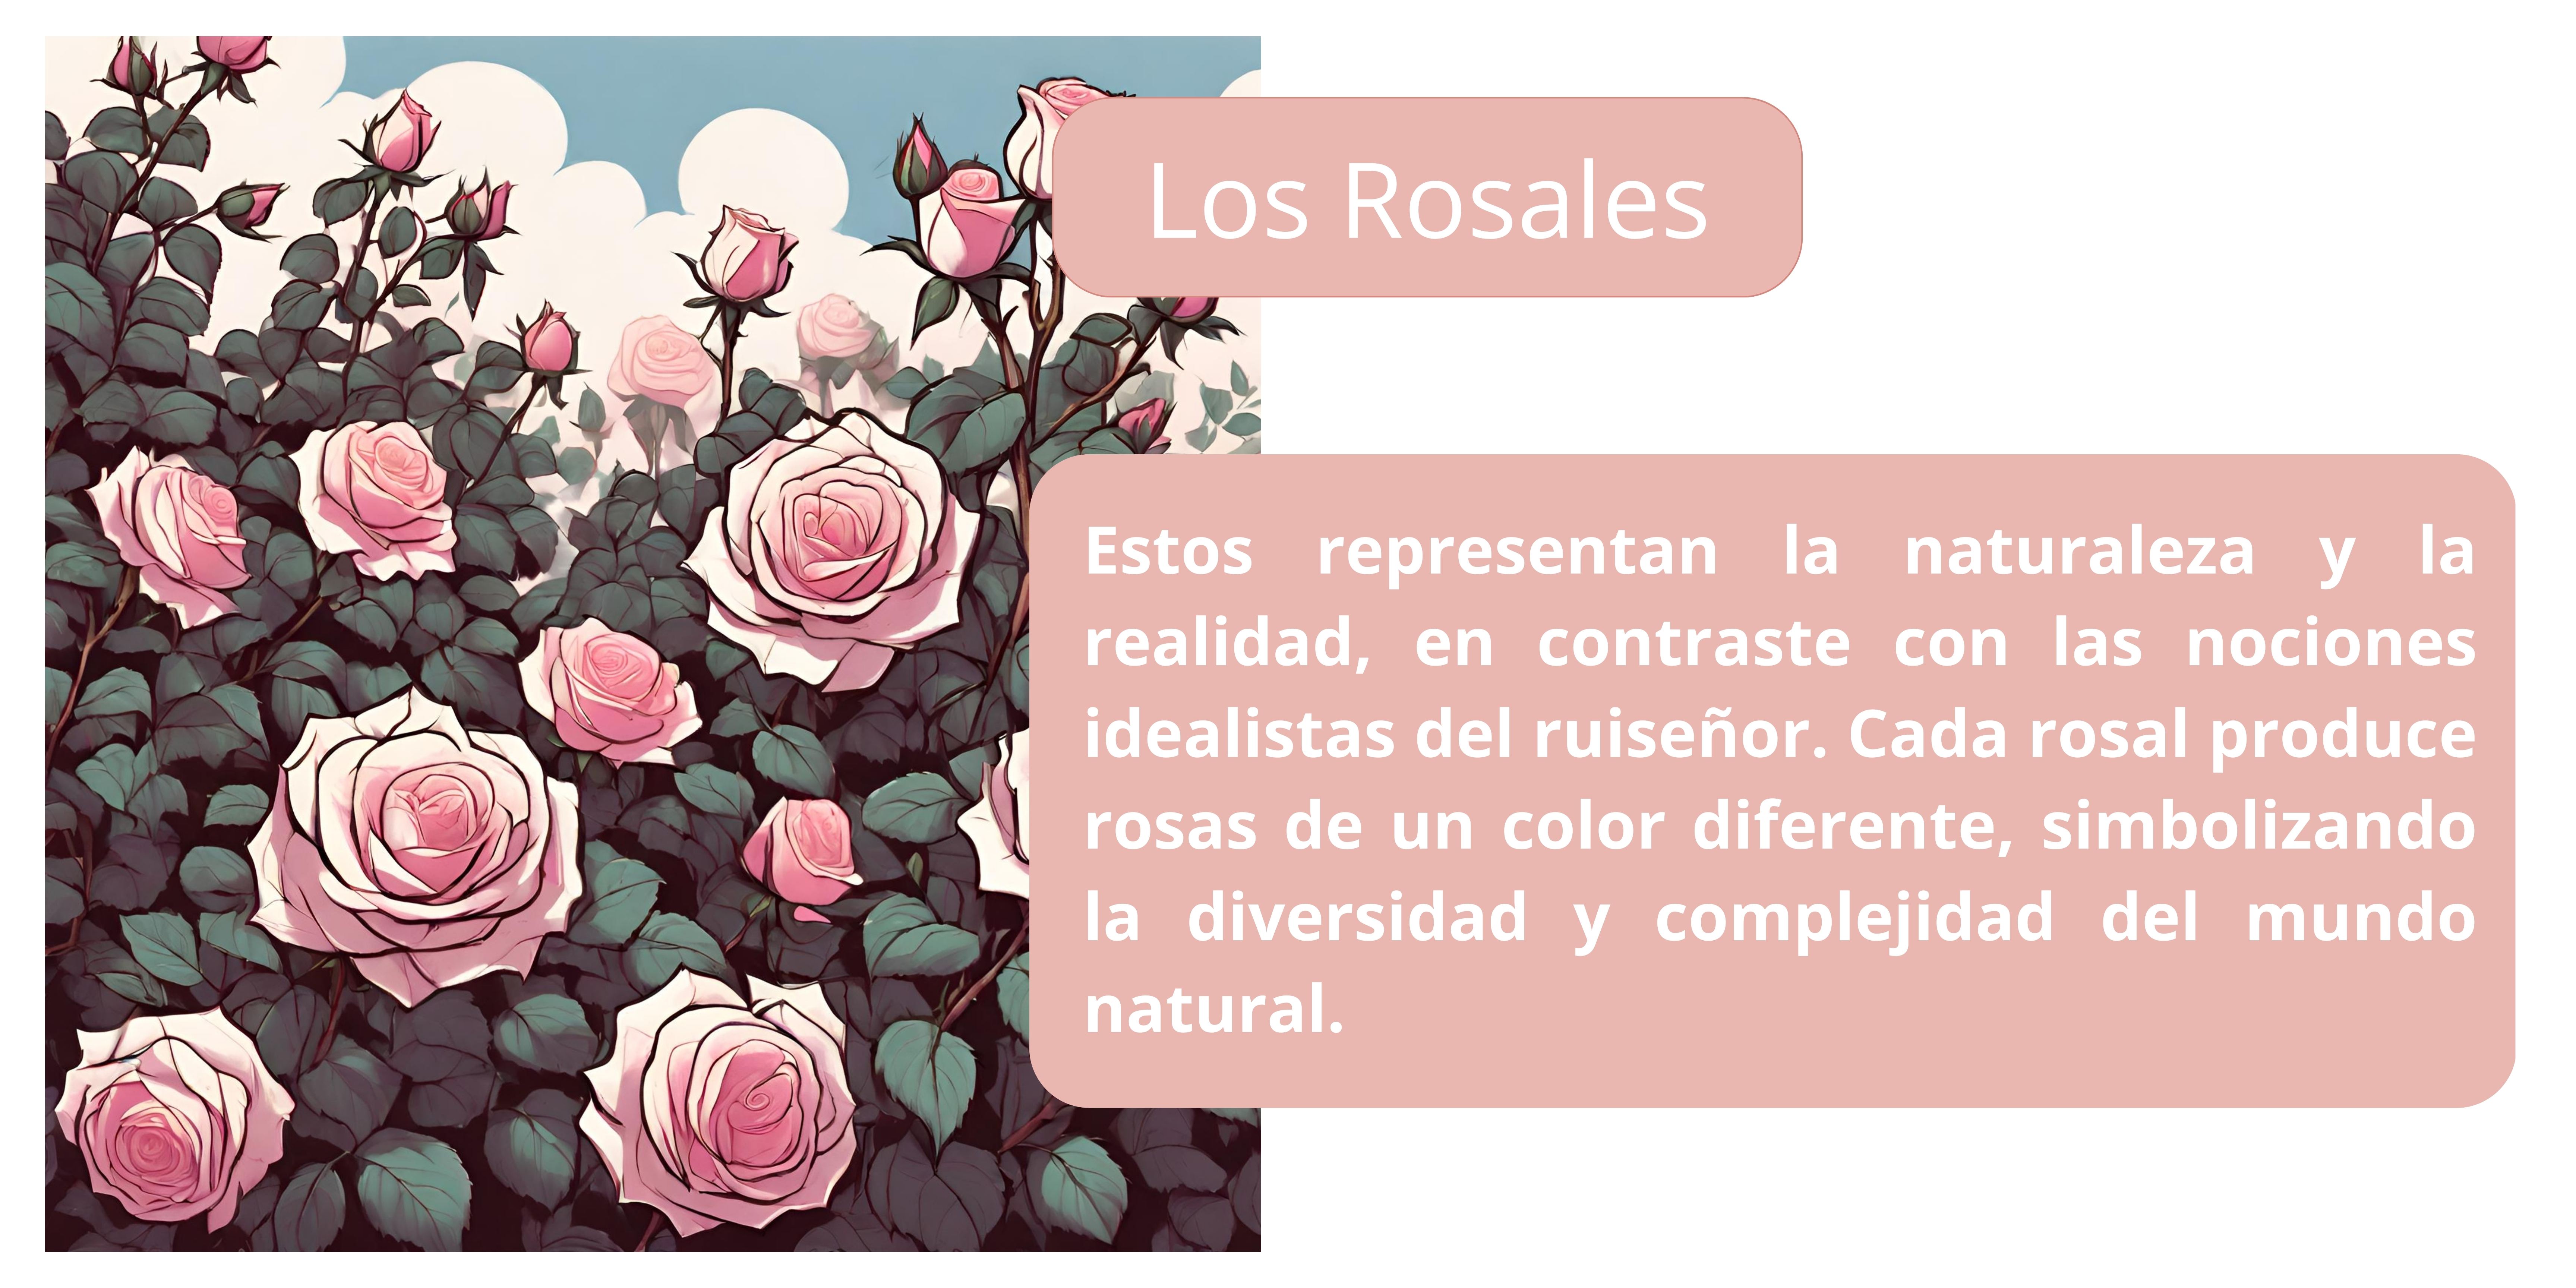 Los Rosales
Estos representan la naturaleza y la
realidad, en contraste con las nociones
idealistas del ruiseñor. Cada rosal produce
rosas de un color diferente, simbolizando
la diversidad y complejidad del mundo
natural.